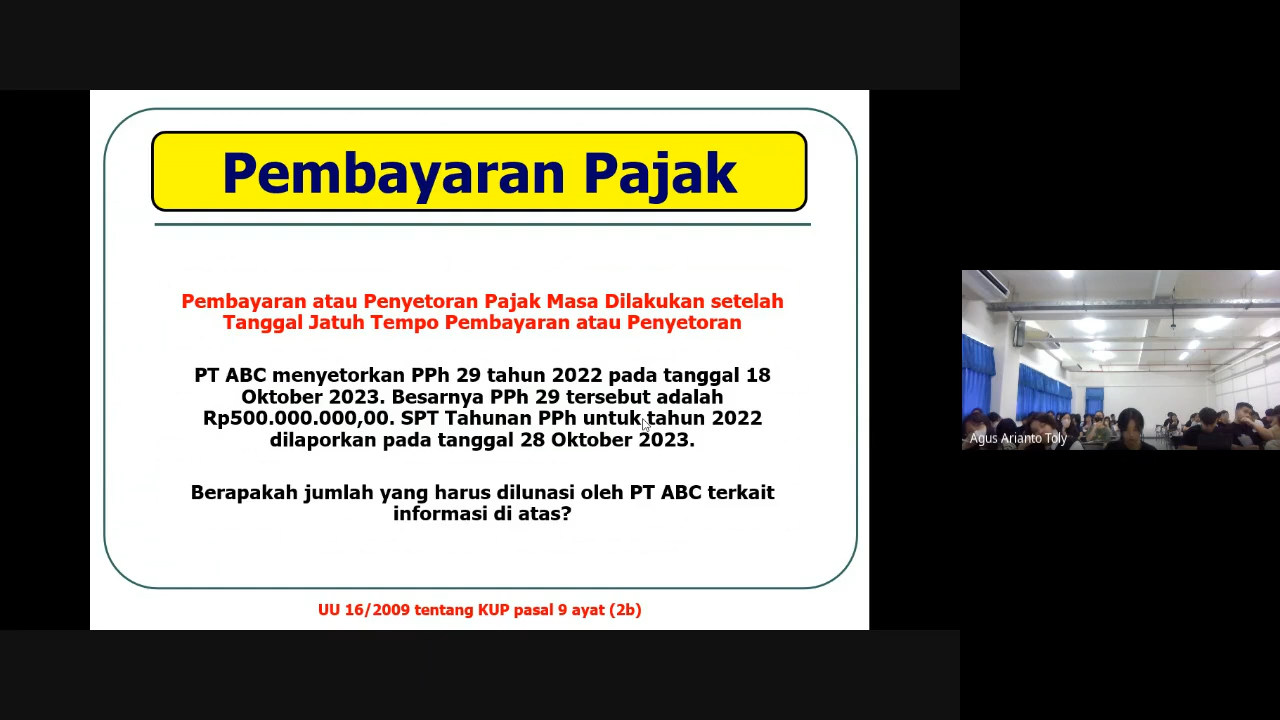 Pembayaran Pajak
Pembayaran atau Penyetoran Pajak Masa Dilakukan setelah
Tanggal Jatuh Tempo Pembayaran atau Penyetoran
PT ABC menyetorkan PPh 29 tahun 2022 pada tanggal 18
Oktober 2023. Besarnya PPh 29 tersebut adalah
Rp500.000.000,00. SPT Tahunan PPh untuk tahun 2022
dilaporkan pada tanggal 28 Oktober 2023.
Berapakah jumlah yang harus dilunasi oleh PT ABC terkait
informasi di atas?
UU 16/2009 tentang KUP pasal 9 ayat (2b)
Agus Arianto Toly